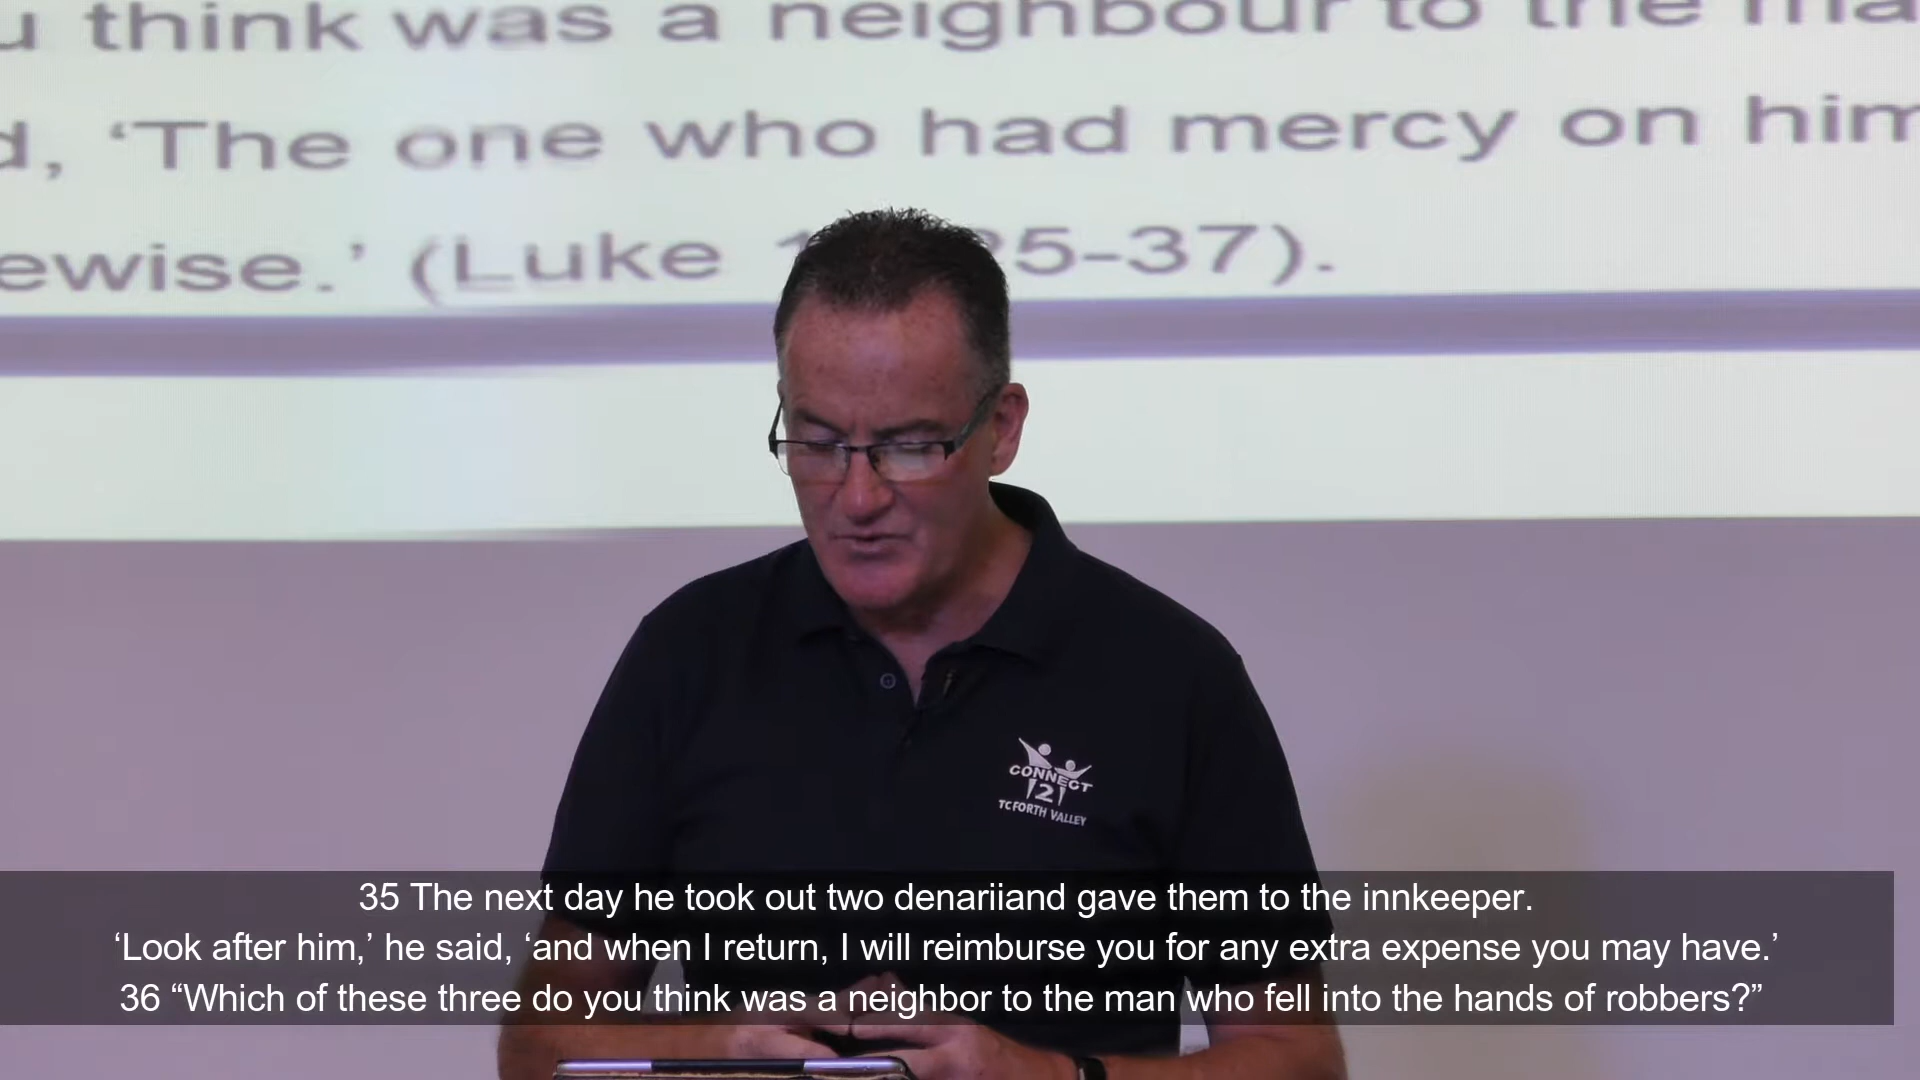 think was a neighbour to the
, ‘The one who had mercy on him
ewise.’ (Luke 5–37).
CONNECT
2
TC FORTH VALLEY
35 The next day he took out two denariiand gave them to the innkeeper.
‘Look after him,’ he said, ‘and when I return, I will reimburse you for any extra expense you may have.’
36 “Which of these three do you think was a neighbor to the man who fell into the hands of robbers?”